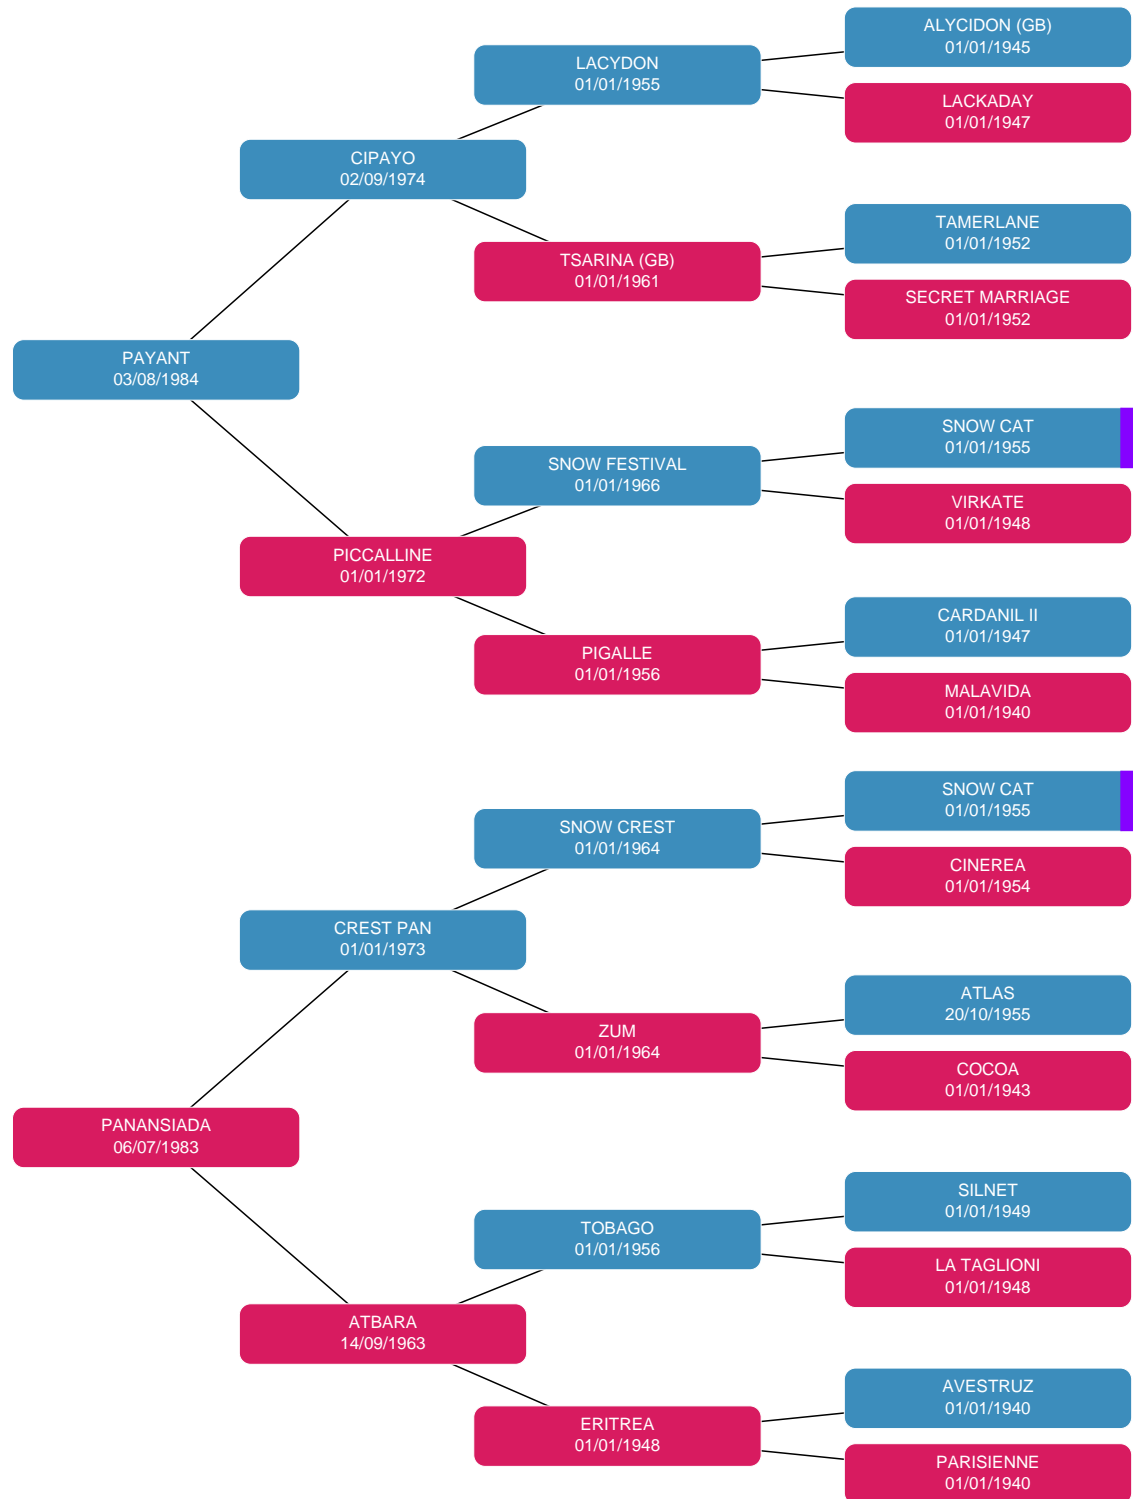 ALYCIDON (GB)
01/01/1945
LACYDON
01/01/1955
LACKADAY
01/01/1947
CIPAYO
02/09/1974
TAMERLANE
01/01/1952
TSARINA (GB)
01/01/1961
SECRET MARRIAGE
01/01/1952
PAYANT
03/08/1984
SNOW CAT
01/01/1955
SNOW FESTIVAL
01/01/1966
VIRKATE
01/01/1948
PICCALLINE
01/01/1972
CARDANIL II
01/01/1947
PIGALLE
01/01/1956
MALAVIDA
01/01/1940
SNOW CAT
01/01/1955
SNOW CREST
01/01/1964
CINEREA
01/01/1954
CREST PAN
01/01/1973
ATLAS
20/10/1955
ZUM
01/01/1964
COCOA
01/01/1943
PANANSIADA
06/07/1983
SILNET
01/01/1949
TOBAGO
01/01/1956
LA TAGLIONI
01/01/1948
ATBARA
14/09/1963
AVESTRUZ
01/01/1940
ERITREA
01/01/1948
PARISIENNE
01/01/1940